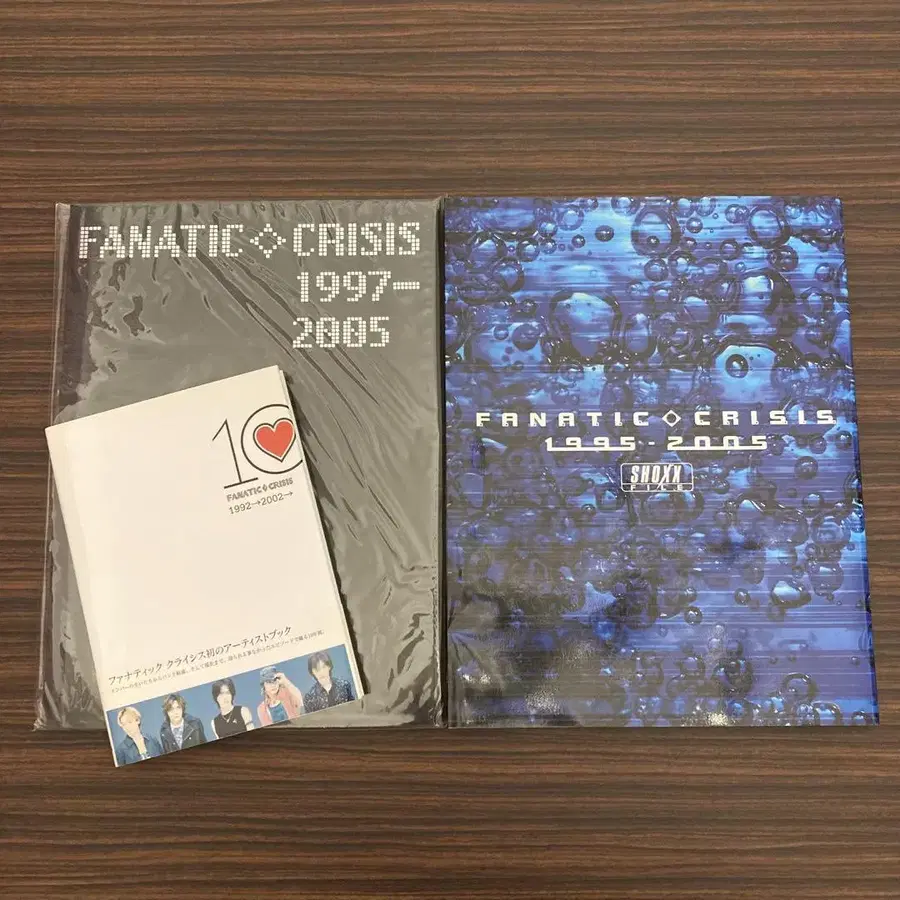 FANATIC◇CRISIS
1997-
2005
10
FANATIC◇CRISIS
1992→2002→
ファナティック クライシス初のアーティストブック
FANATIC◇CRISIS
1995-2005
SHOXX
FILE